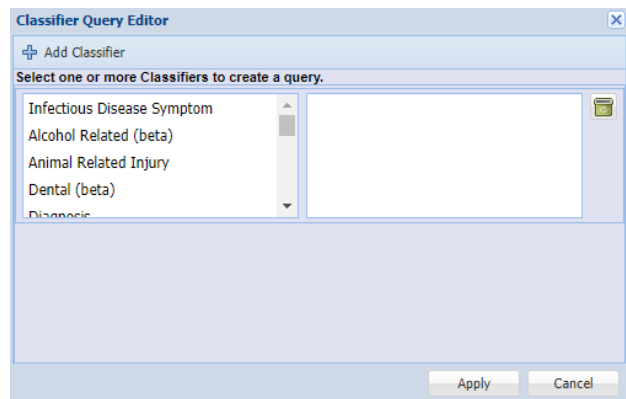 Classifier Query Editor
Add Classifier
Select one or more Classifiers to create a query.
Infectious Disease Symptom
Alcohol Related (beta)
Animal Related Injury
Dental (beta)
Diagnosis
Apply Cancel